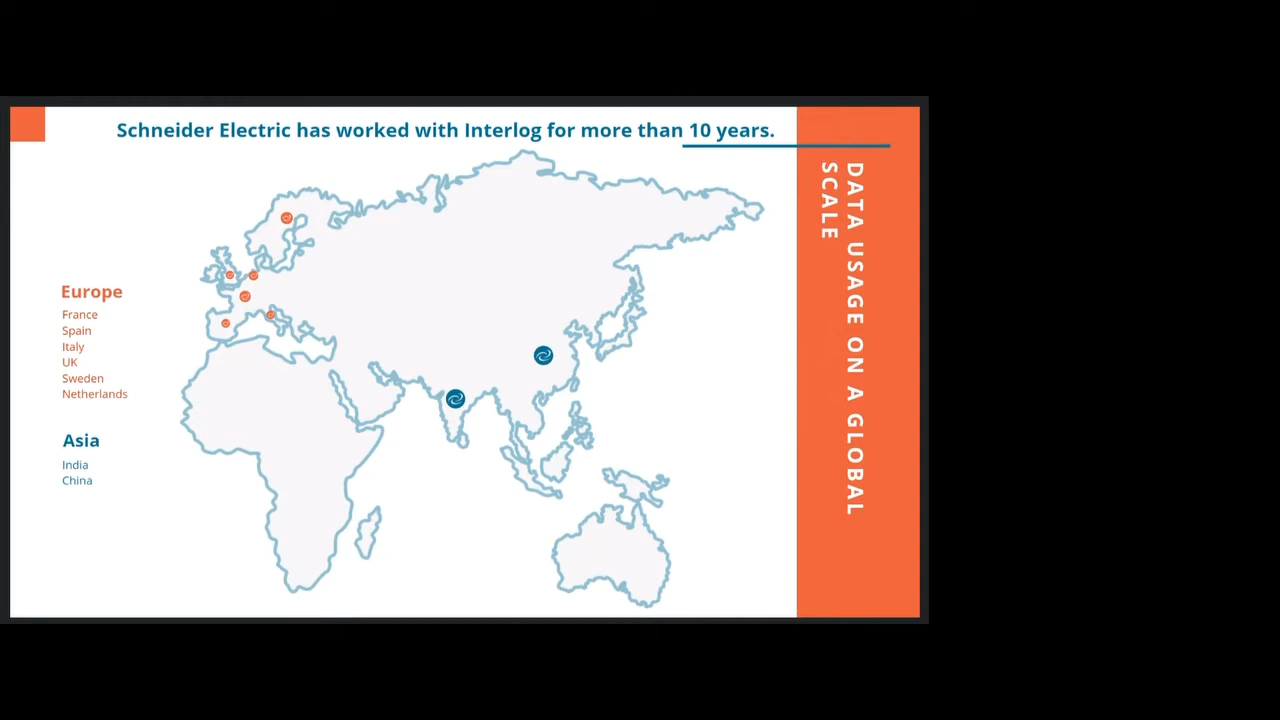 Schneider Electric has worked with Interlog for more than 10 years.
DATA USAGE ON A GLOBAL
SCALE
Europe
France
Spain
Italy
UK
Sweden
Netherlands
Asia
India
China